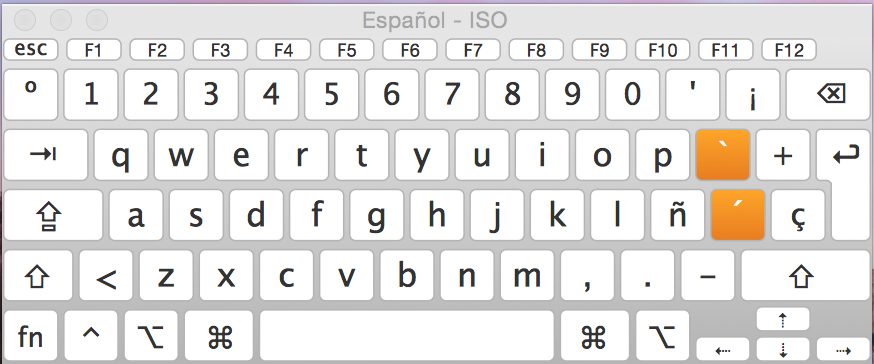 Español - ISO
esc F1 F2 F3 F4 F5 F6 F7 F8 F9 F10 F11 F12
º 1 2 3 4 5 6 7 8 9 0 ' ¡ ⌫
⇥ q w e r t y u i o p ` + ↩
⇪ a s d f g h j k l ñ ´ ç
⇧ < z x c v b n m , . - ⇧
fn ^ ⌥ ⌘ ⌘ ⌥ ⇠ ⇡ ⇣ ⇢